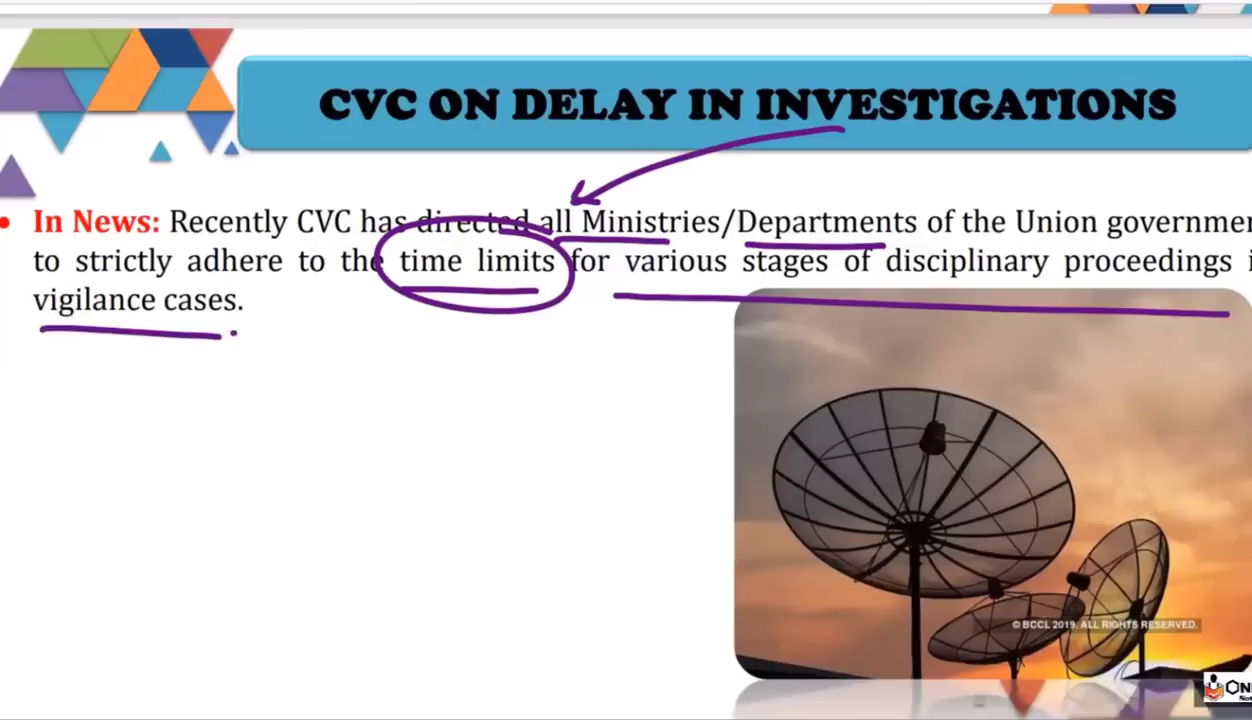 CVC ON DELAY IN INVESTIGATIONS
• In News: Recently CVC has directed all Ministries/Departments of the Union
to strictly adhere to the time limits for various stages of disciplinary proceedings
vigilance cases.
© BCCL 2019. ALL RIGHTS RESERVED.